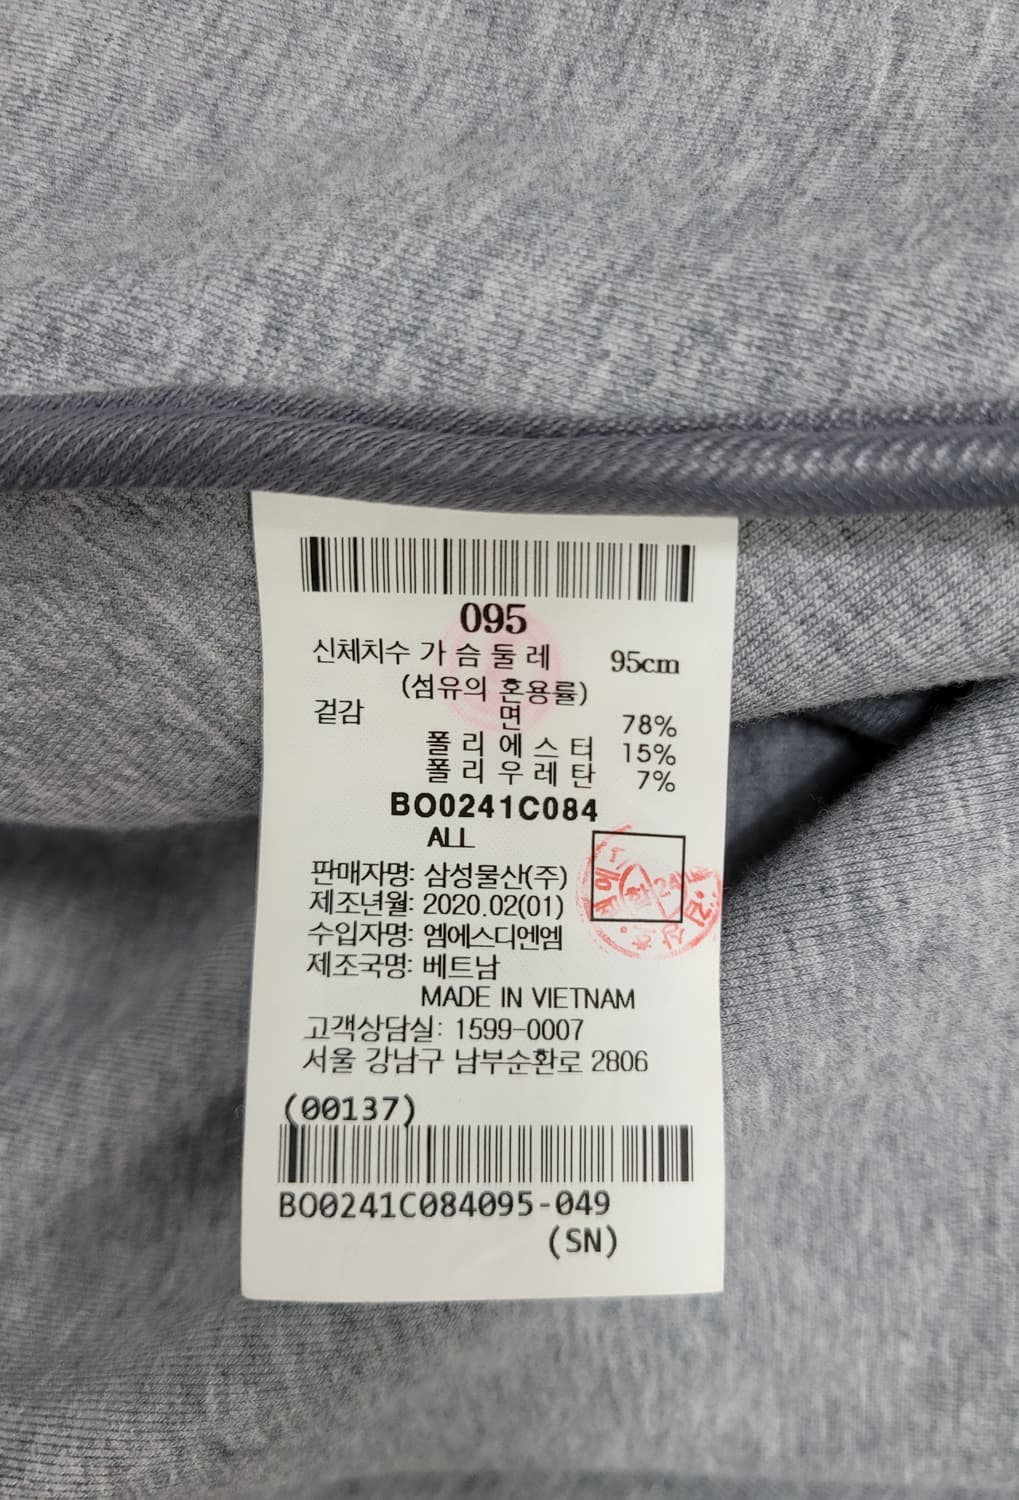 095
신체치수 가 슴 둘 레 95cm
(섬유의 혼용률)
겉감 면 78%
폴 리 에 스 터 15%
폴 리 우 레 탄 7%
BO0241C084
ALL
판매자명: 삼성물산(주)
제조년월: 2020.02(01)
수입자명: 엠에스디엔엠
제조국명: 베트남
MADE IN VIETNAM
고객상담실: 1599-0007
서울 강남구 남부순환로 2806
(00137)
BO0241C084095-049
(SN)